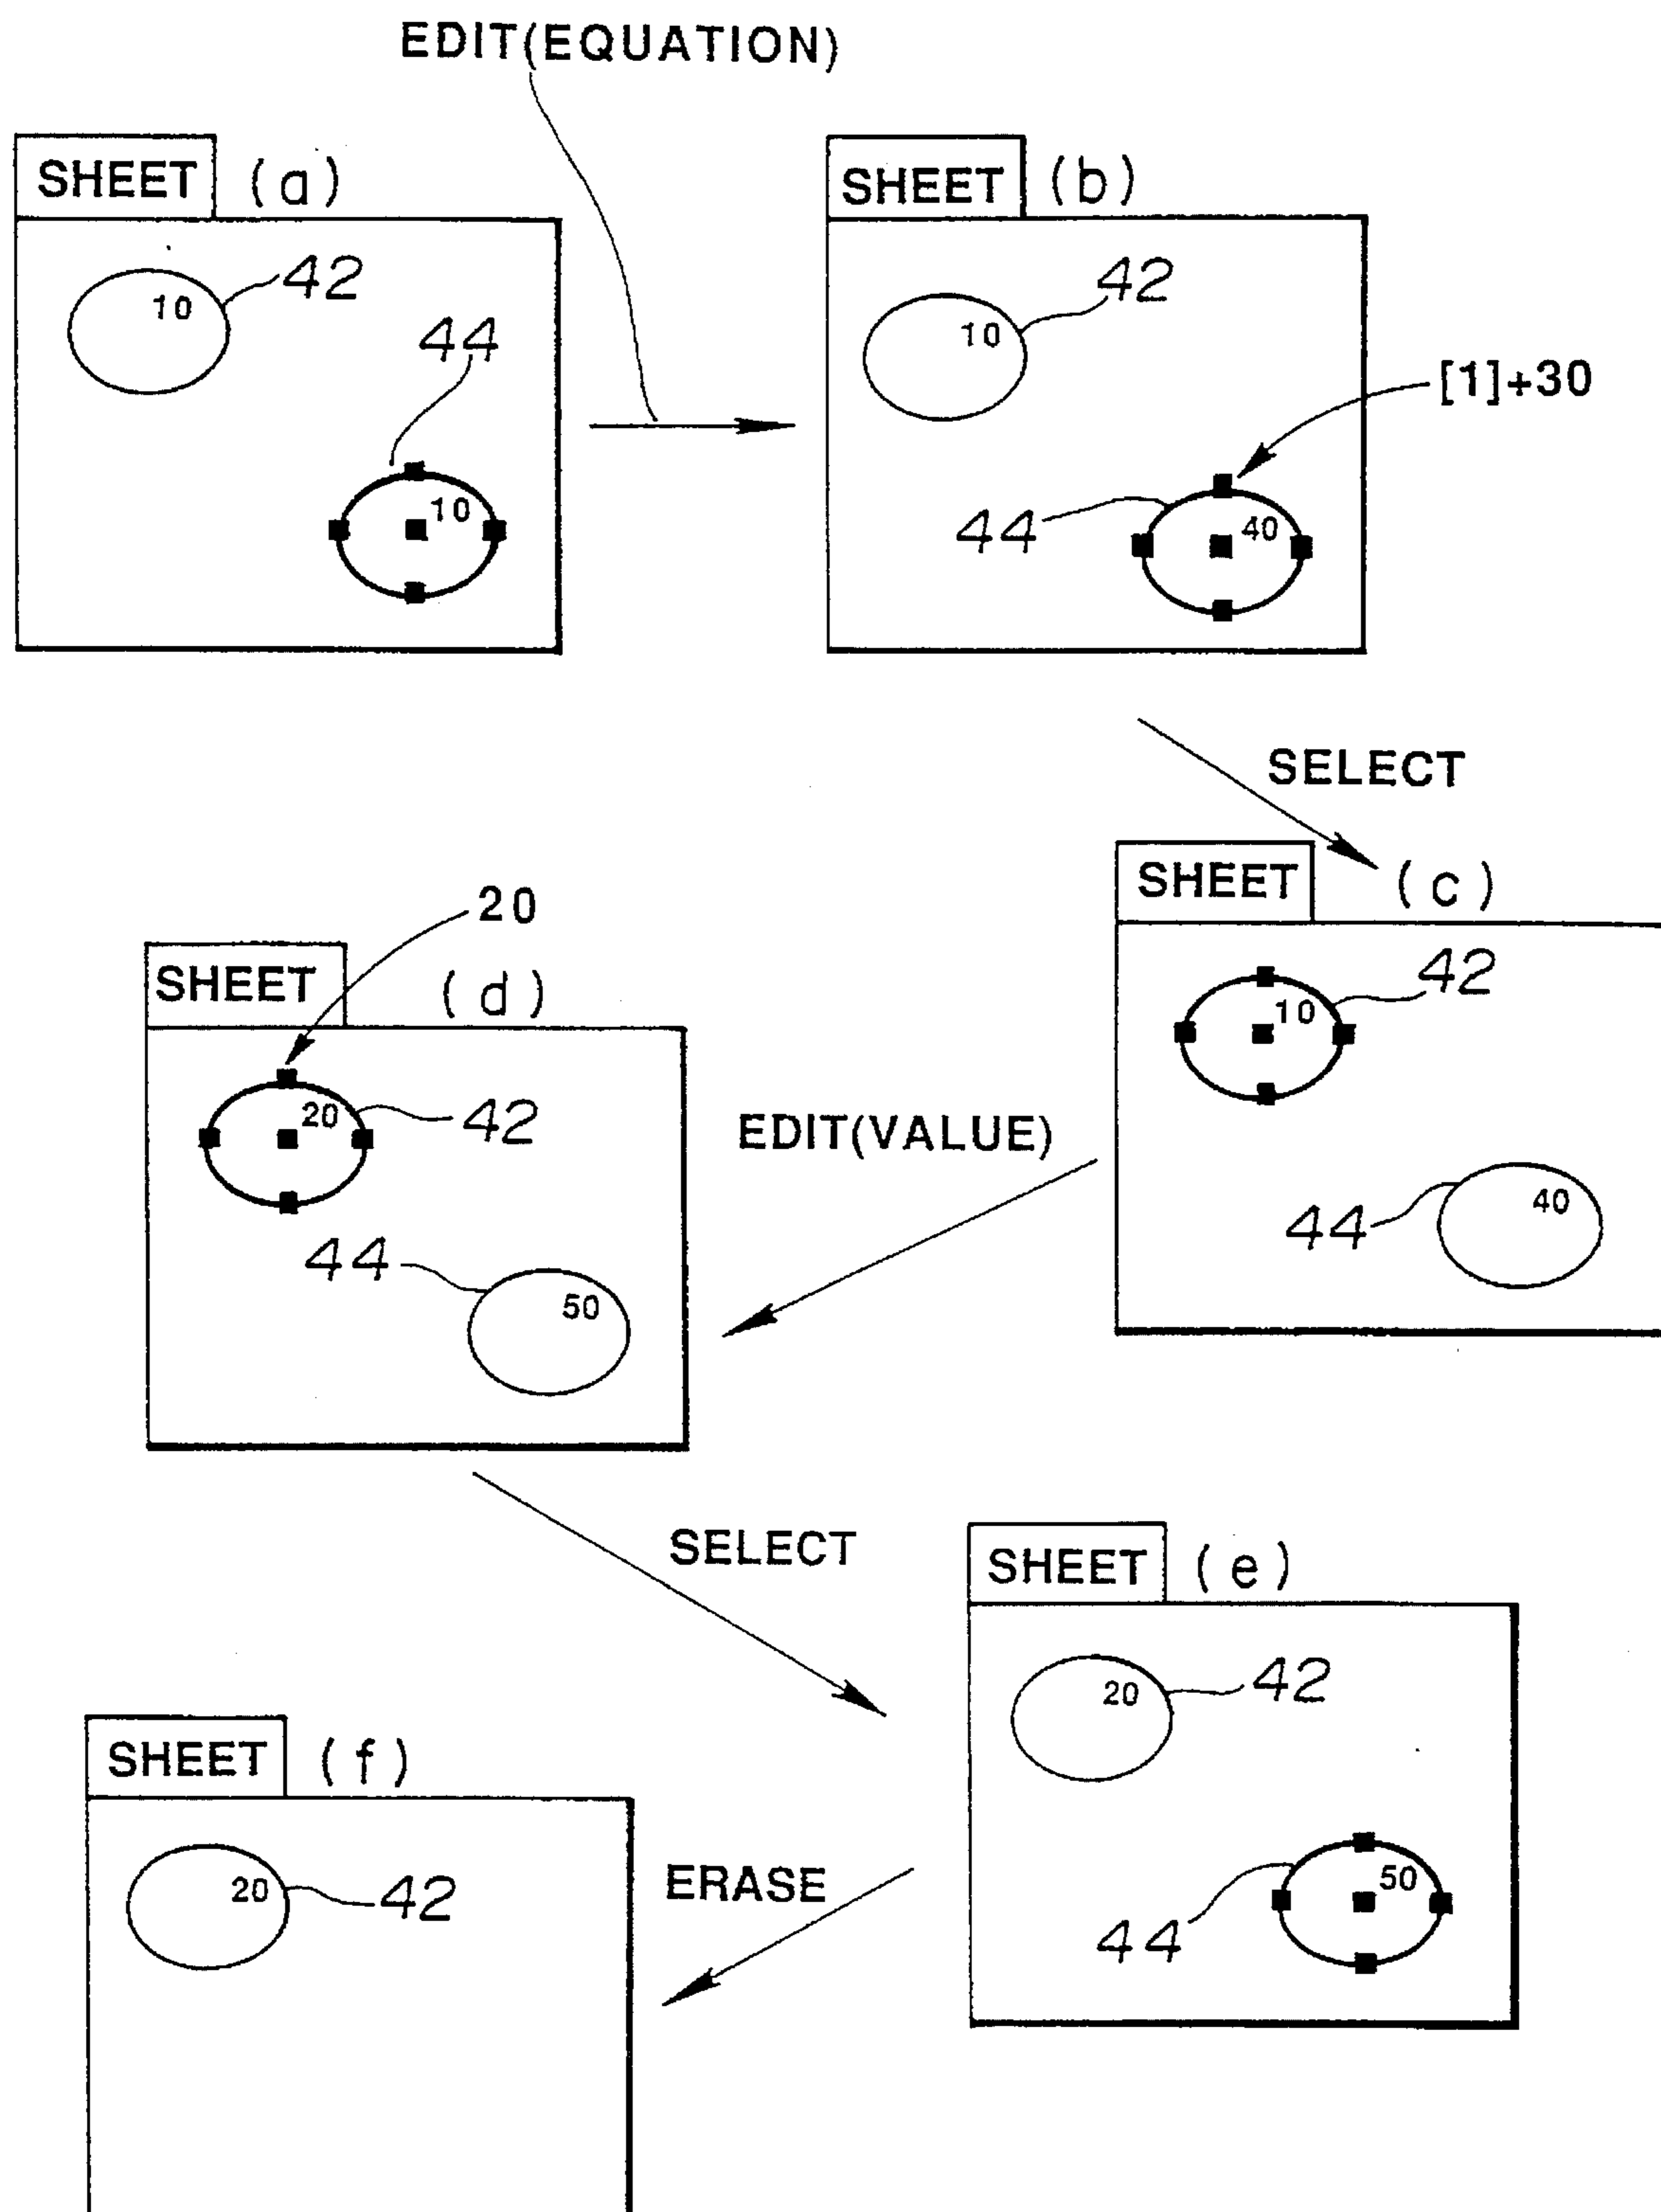 EDIT(EQUATION)
SHEET (a)
42
10
44
10
SHEET (b)
42
10
[1]+30
44
40
SELECT
SHEET (c)
42
10
44
40
20
SHEET (d)
20
42
44
50
EDIT(VALUE)
SELECT
SHEET (e)
20
42
50
44
ERASE
SHEET (f)
20
42